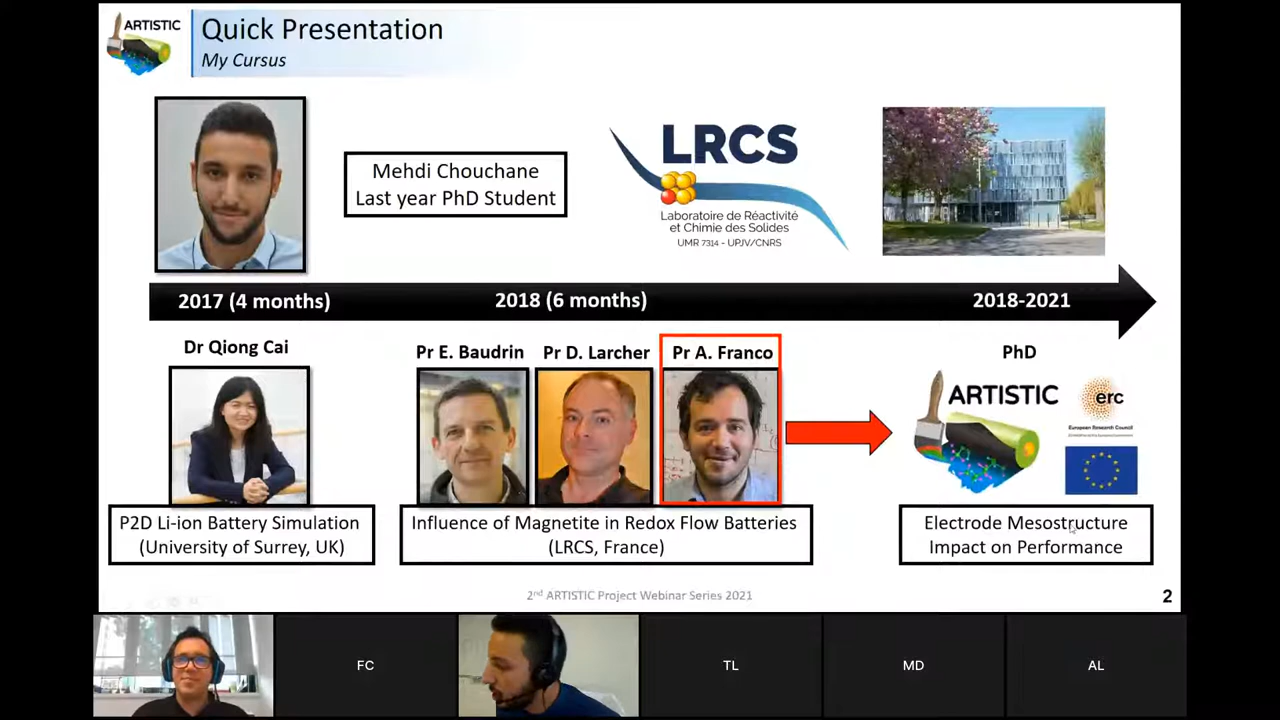 ARTISTIC
Quick Presentation
My Cursus
Mehdi Chouchane
Last year PhD Student
LRCS
Laboratoire de Réactivité
et Chimie des Solides
UMR 7314 - UPJV/CNRS
2017 (4 months)
2018 (6 months)
2018-2021
Dr Qiong Cai
Pr E. Baudrin
Pr D. Larcher
Pr A. Franco
PhD
ARTISTIC
erc
European Research Council
P2D Li-ion Battery Simulation
(University of Surrey, UK)
Influence of Magnetite in Redox Flow Batteries
(LRCS, France)
Electrode Mesostructure
Impact on Performance
2nd ARTISTIC Project Webinar Series 2021
2
FC
TL
MD
AL